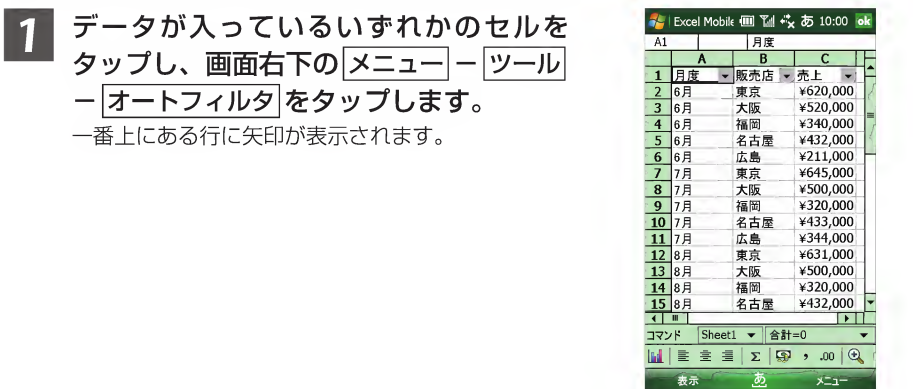 1 データが入っているいずれかのセルを
タップし、画面右下の メニュー － ツール
－ オートフィルタ をタップします。
一番上にある行に矢印が表示されます。
Excel Mobile あ 10:00 ok
A1 月度
A B C
1 月度 販売店 売上
2 6月 東京 ¥620,000
3 6月 大阪 ¥520,000
4 6月 福岡 ¥340,000
5 6月 名古屋 ¥432,000
6 6月 広島 ¥211,000
7 7月 東京 ¥645,000
8 7月 大阪 ¥500,000
9 7月 福岡 ¥320,000
10 7月 名古屋 ¥433,000
11 7月 広島 ¥344,000
12 8月 東京 ¥631,000
13 8月 大阪 ¥500,000
14 8月 福岡 ¥320,000
15 8月 名古屋 ¥432,000
コマンド Sheet1 合計=0
Σ , .00
表示 あ メニュー